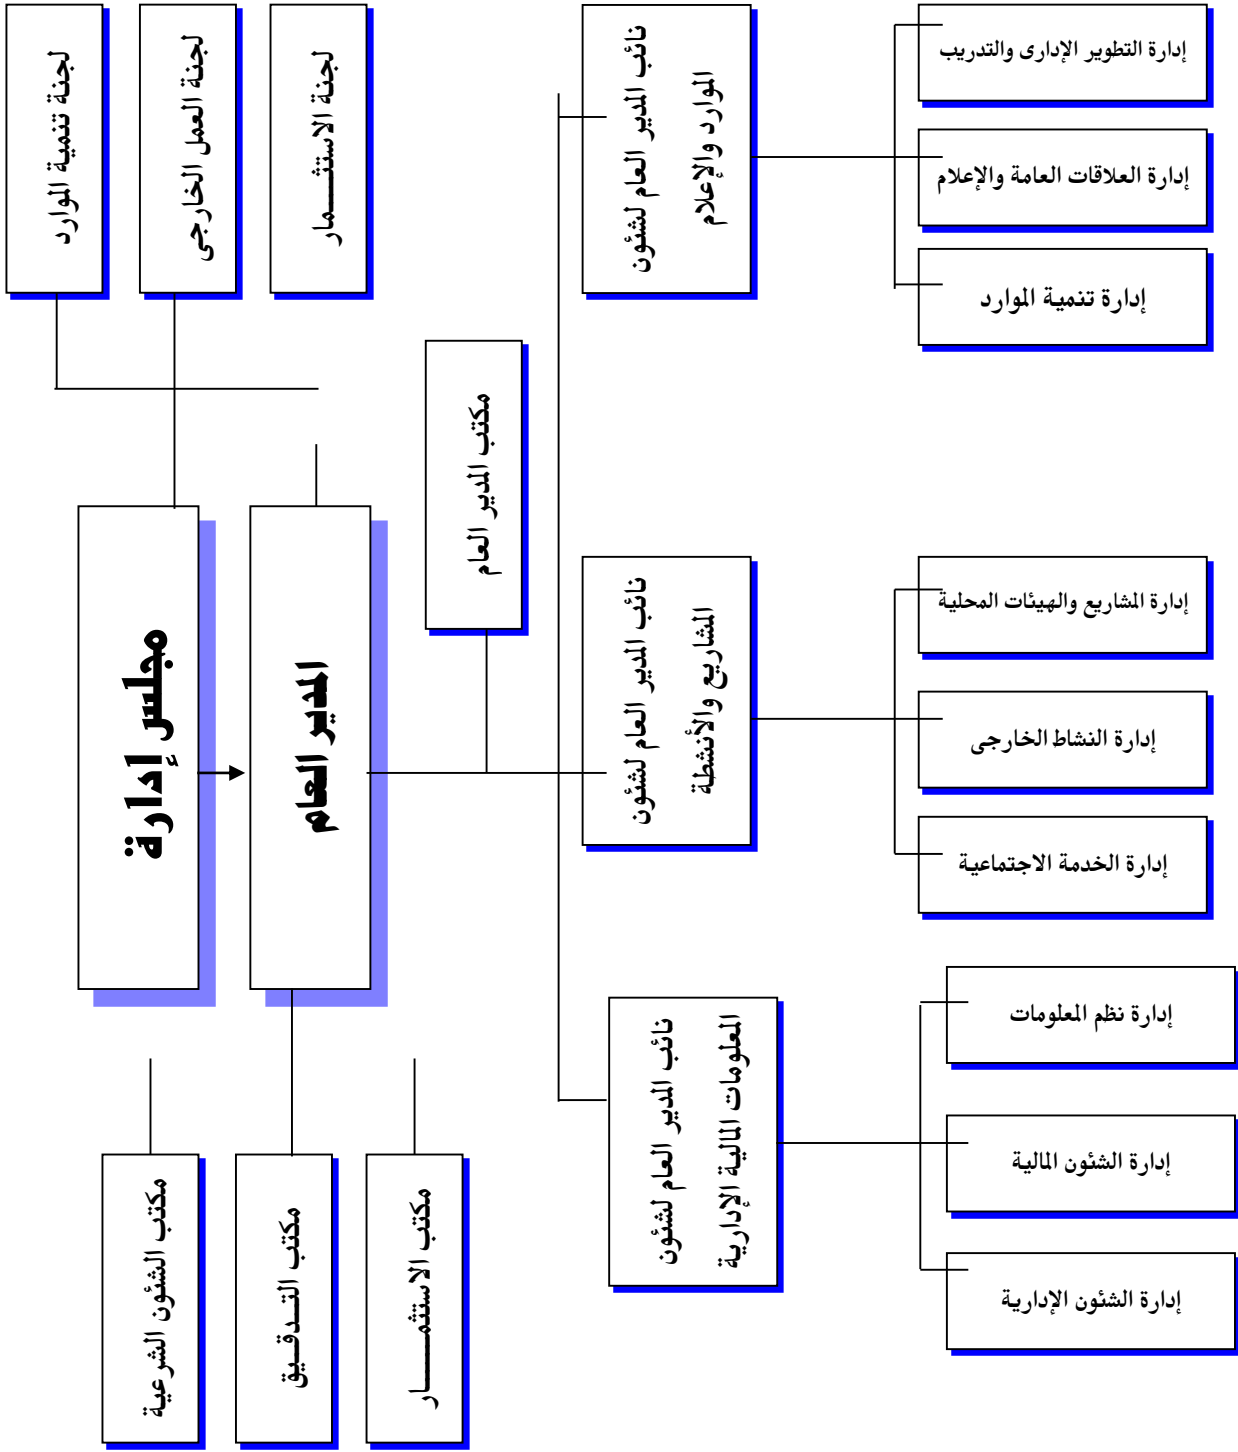 لجنة تنمية الموارد
لجنة العمل الخارجى
لجنة الاستثــــمار
مجلس إدارة
المدير العام
مكتب المدير العام
مكتب الشئون الشرعية
مكتب التـدقـيق
مكتب الاستثمــــــار
نائب المدير العام لشئون
الموارد والإعلام
إدارة التطوير الإدارى والتدريب
إدارة العلاقات العامة والإعلام
إدارة تنمية الموارد
نائب المدير العام لشئون
المشاريع والأنشطة
إدارة المشاريع والهيئات المحلية
إدارة النشاط الخارجى
إدارة الخدمة الاجتماعية
نائب المدير العام لشئون
المعلومات المالية الإدارية
إدارة نظم المعلومات
إدارة الشئون المالية
إدارة الشئون الإدارية